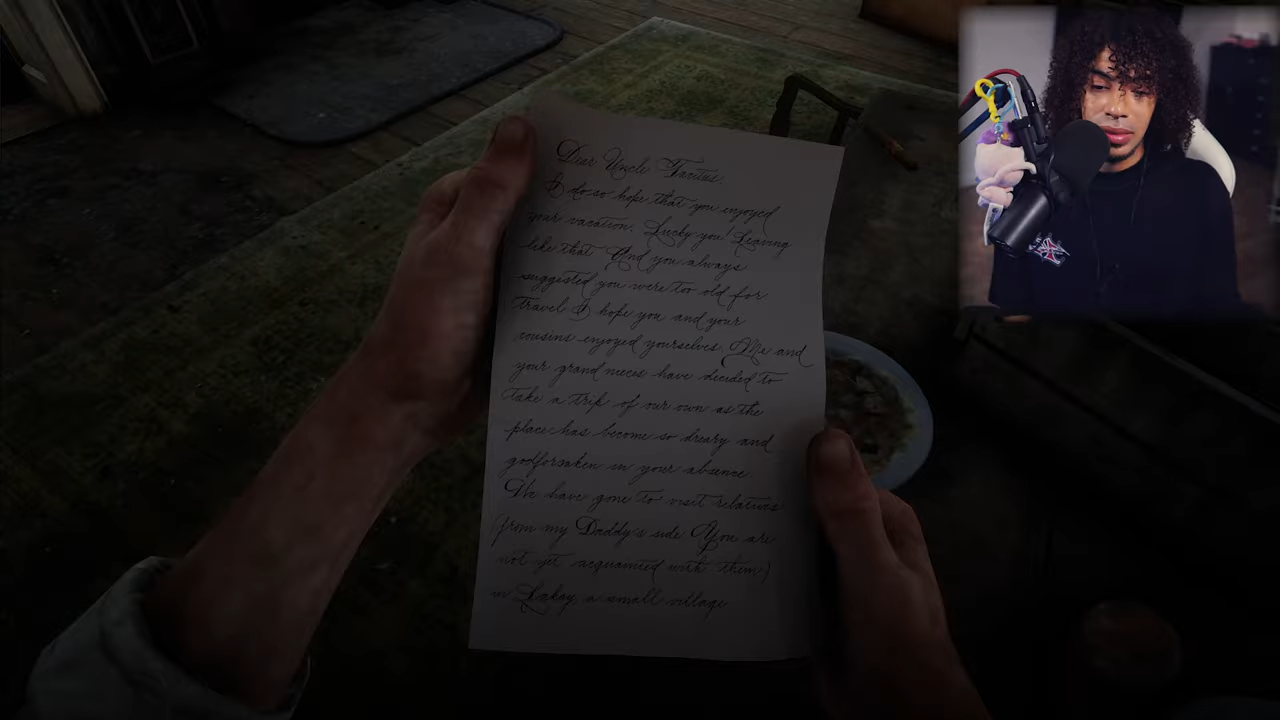 Dear Uncle Tacitus,
I do so hope that you enjoyed
your vacation. Lucky you! Leaving
like that And you always
suggested you were too old for
travel I hope you and your
cousins enjoyed yourselves. Me and
your grand nieces have decided to
take a trip of our own as the
place has become so dreary and
godforsaken in your absence
We have gone to visit relatives
(from my Daddy's side You are
not yet acquainted with them)
in Lakay, a small village